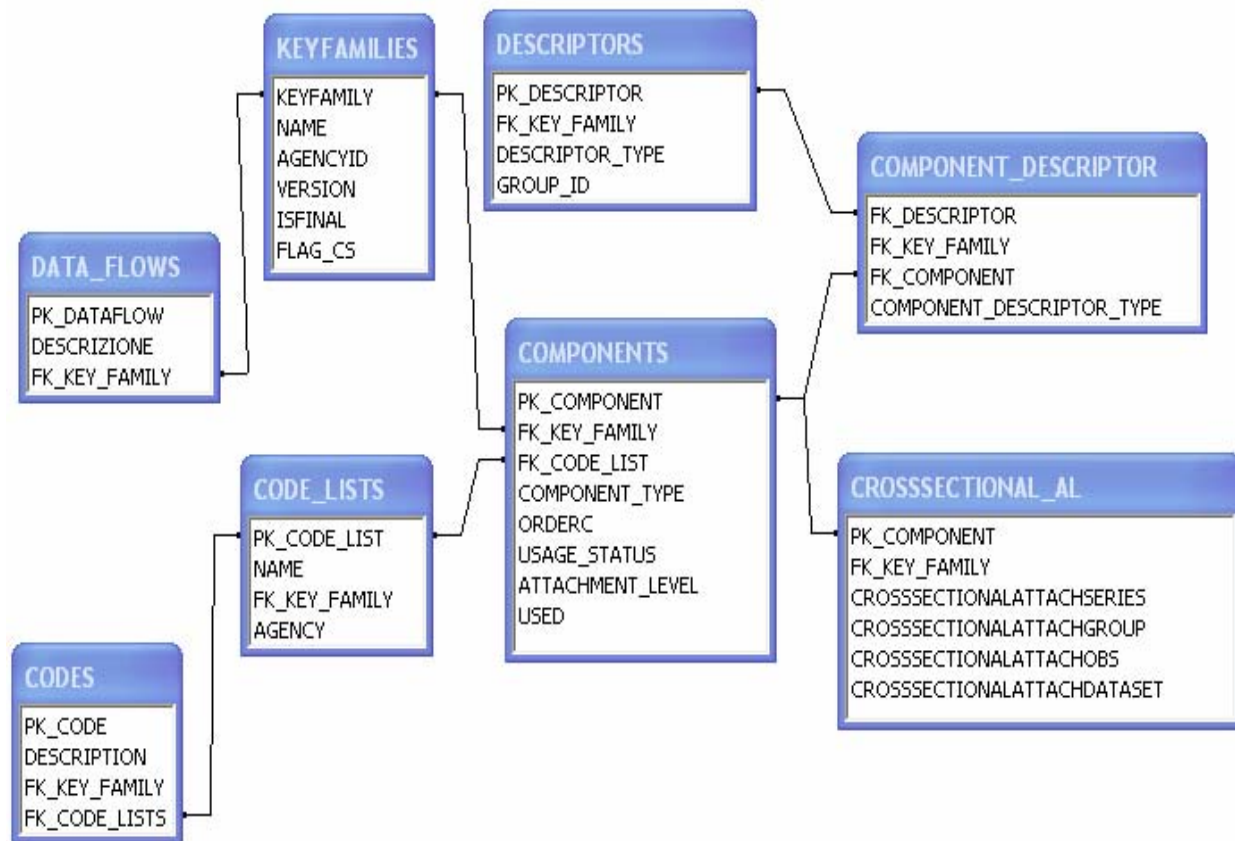 KEYFAMILIES
KEYFAMILY
NAME
AGENCYID
VERSION
ISFINAL
FLAG_CS
DESCRIPTORS
PK_DESCRIPTOR
FK_KEY_FAMILY
DESCRIPTOR_TYPE
GROUP_ID
COMPONENT_DESCRIPTOR
FK_DESCRIPTOR
FK_KEY_FAMILY
FK_COMPONENT
COMPONENT_DESCRIPTOR_TYPE
DATA_FLOWS
PK_DATAFLOW
DESCRIZIONE
FK_KEY_FAMILY
COMPONENTS
PK_COMPONENT
FK_KEY_FAMILY
FK_CODE_LIST
COMPONENT_TYPE
ORDERC
USAGE_STATUS
ATTACHMENT_LEVEL
USED
CODE_LISTS
PK_CODE_LIST
NAME
FK_KEY_FAMILY
AGENCY
CROSSSECTIONAL_AL
PK_COMPONENT
FK_KEY_FAMILY
CROSSSECTIONALATTACHSERIES
CROSSSECTIONALATTACHGROUP
CROSSSECTIONALATTACHOBS
CROSSSECTIONALATTACHDATASET
CODES
PK_CODE
DESCRIPTION
FK_KEY_FAMILY
FK_CODE_LISTS